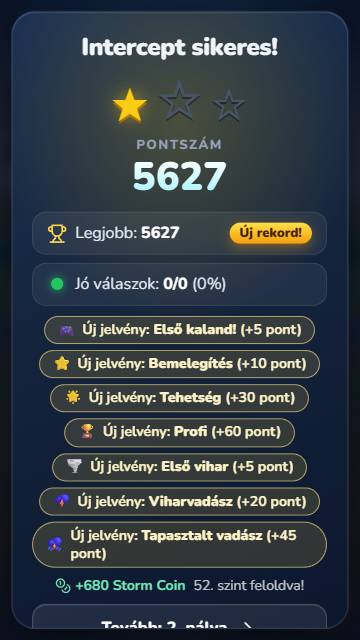 Intercept sikeres!
PONTSZÁM
5627
Legjobb: 5627 Új rekord!
Jó válaszok: 0/0 (0%)
Új jelvény: Első kaland! (+5 pont)
Új jelvény: Bemelegítés (+10 pont)
Új jelvény: Tehetség (+30 pont)
Új jelvény: Profi (+60 pont)
Új jelvény: Első vihar (+5 pont)
Új jelvény: Viharvadász (+20 pont)
Új jelvény: Tapasztalt vadász (+45
pont)
+680 Storm Coin 52. szint feloldva!
Tovább: 2. pálya →